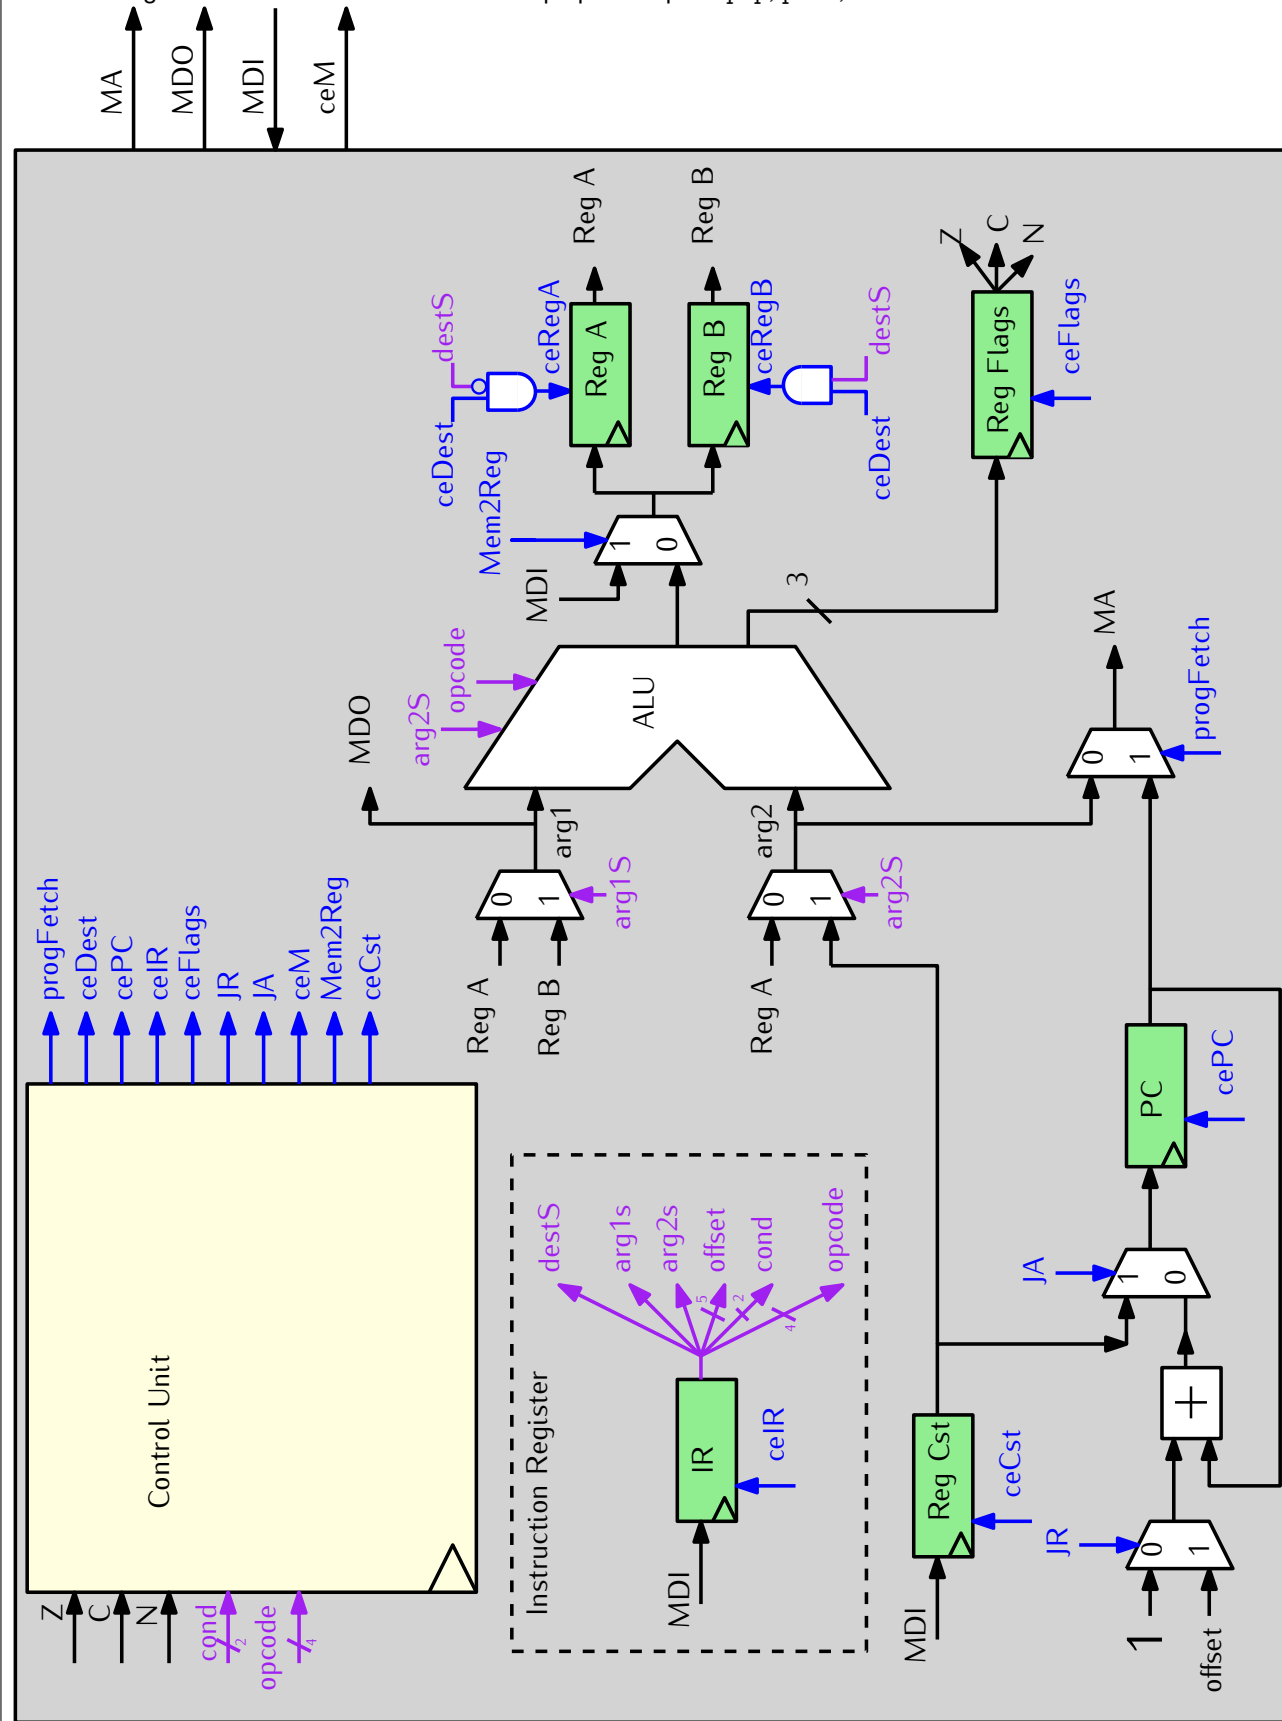 MA
MDO
MDI
ceM
Control Unit
Z
C
N
cond
2
opcode
4
progFetch
ceDest
cePC
ceIR
ceFlags
JR
JA
ceM
Mem2Reg
ceCst
Instruction Register
MDI
IR
ceIR
destS
arg1s
arg2s
offset
5
cond
2
opcode
4
Reg A
Reg B
0
1
arg1S
arg1
MDO
Reg A
0
1
arg2S
arg2
ALU
arg2S
opcode
MDI
Mem2Reg
1
0
3
ceDest
destS
ceRegA
Reg A
Reg A
Reg B
Reg B
ceRegB
ceDest
destS
Reg Flags
ceFlags
Z
C
N
MDI
Reg Cst
ceCst
1
offset
JR
0
1
+
JA
1
0
PC
cePC
0
1
progFetch
MA